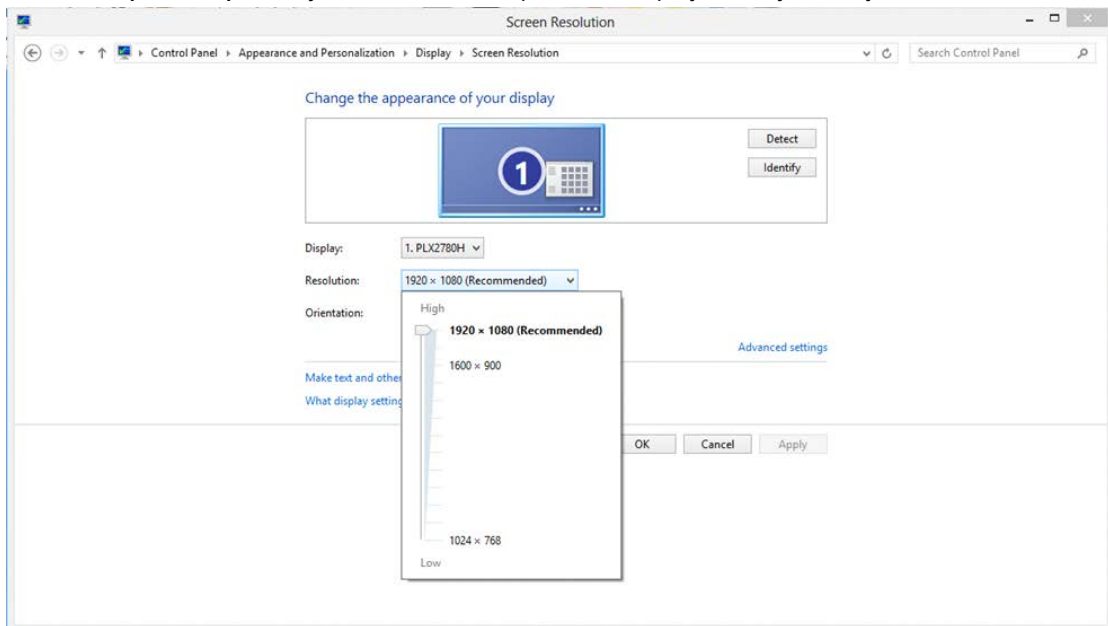 Screen Resolution
Control Panel Appearance and Personalization Display Screen Resolution
Search Control Panel
Change the appearance of your display
1
Detect
Identify
Display: 1. PLX2780H
Resolution: 1920 × 1080 (Recommended)
Orientation:
High
1920 × 1080 (Recommended)
1600 × 900
1024 × 768
Low
Advanced settings
Make text and other
What display setting
OK Cancel Apply